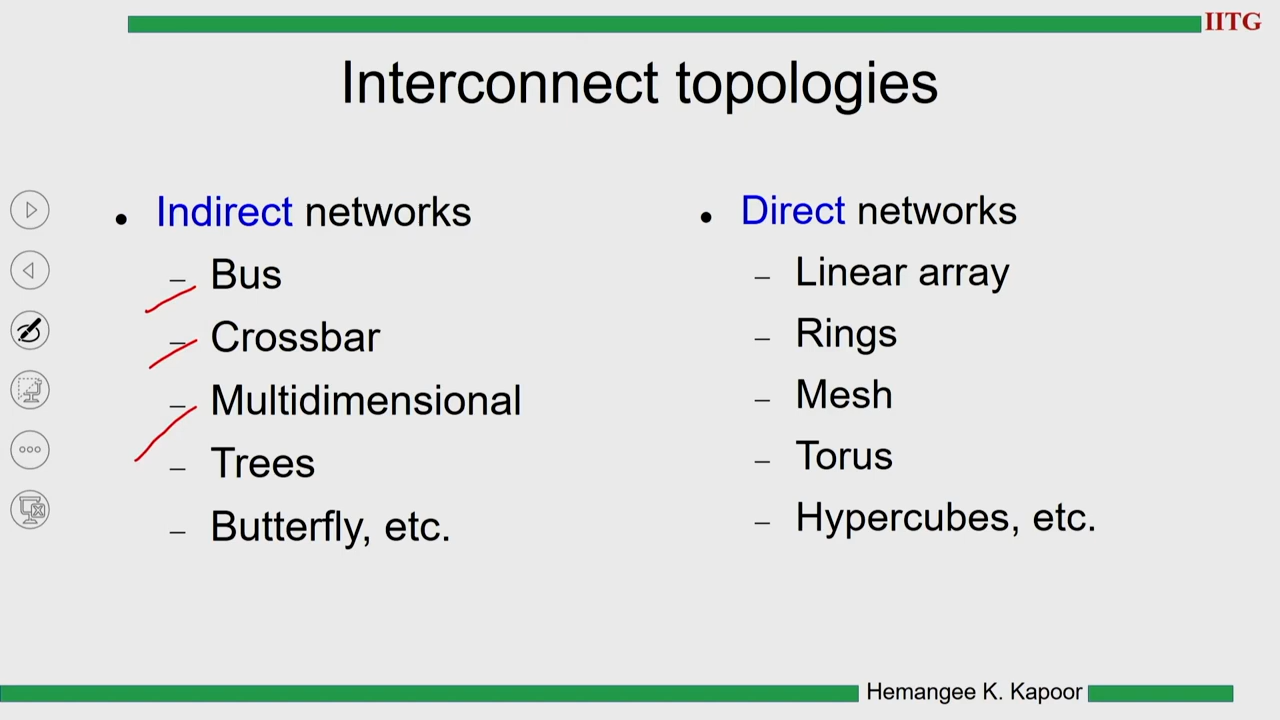 IITG
Interconnect topologies
• Indirect networks
– Bus
– Crossbar
– Multidimensional
– Trees
– Butterfly, etc.
• Direct networks
– Linear array
– Rings
– Mesh
– Torus
– Hypercubes, etc.
Hemangee K. Kapoor